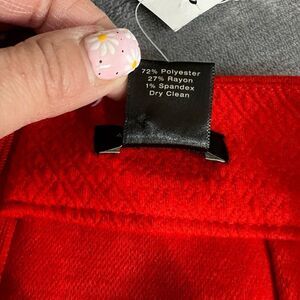 72% Polyester
27% Rayon
1% Spandex
Dry Clean